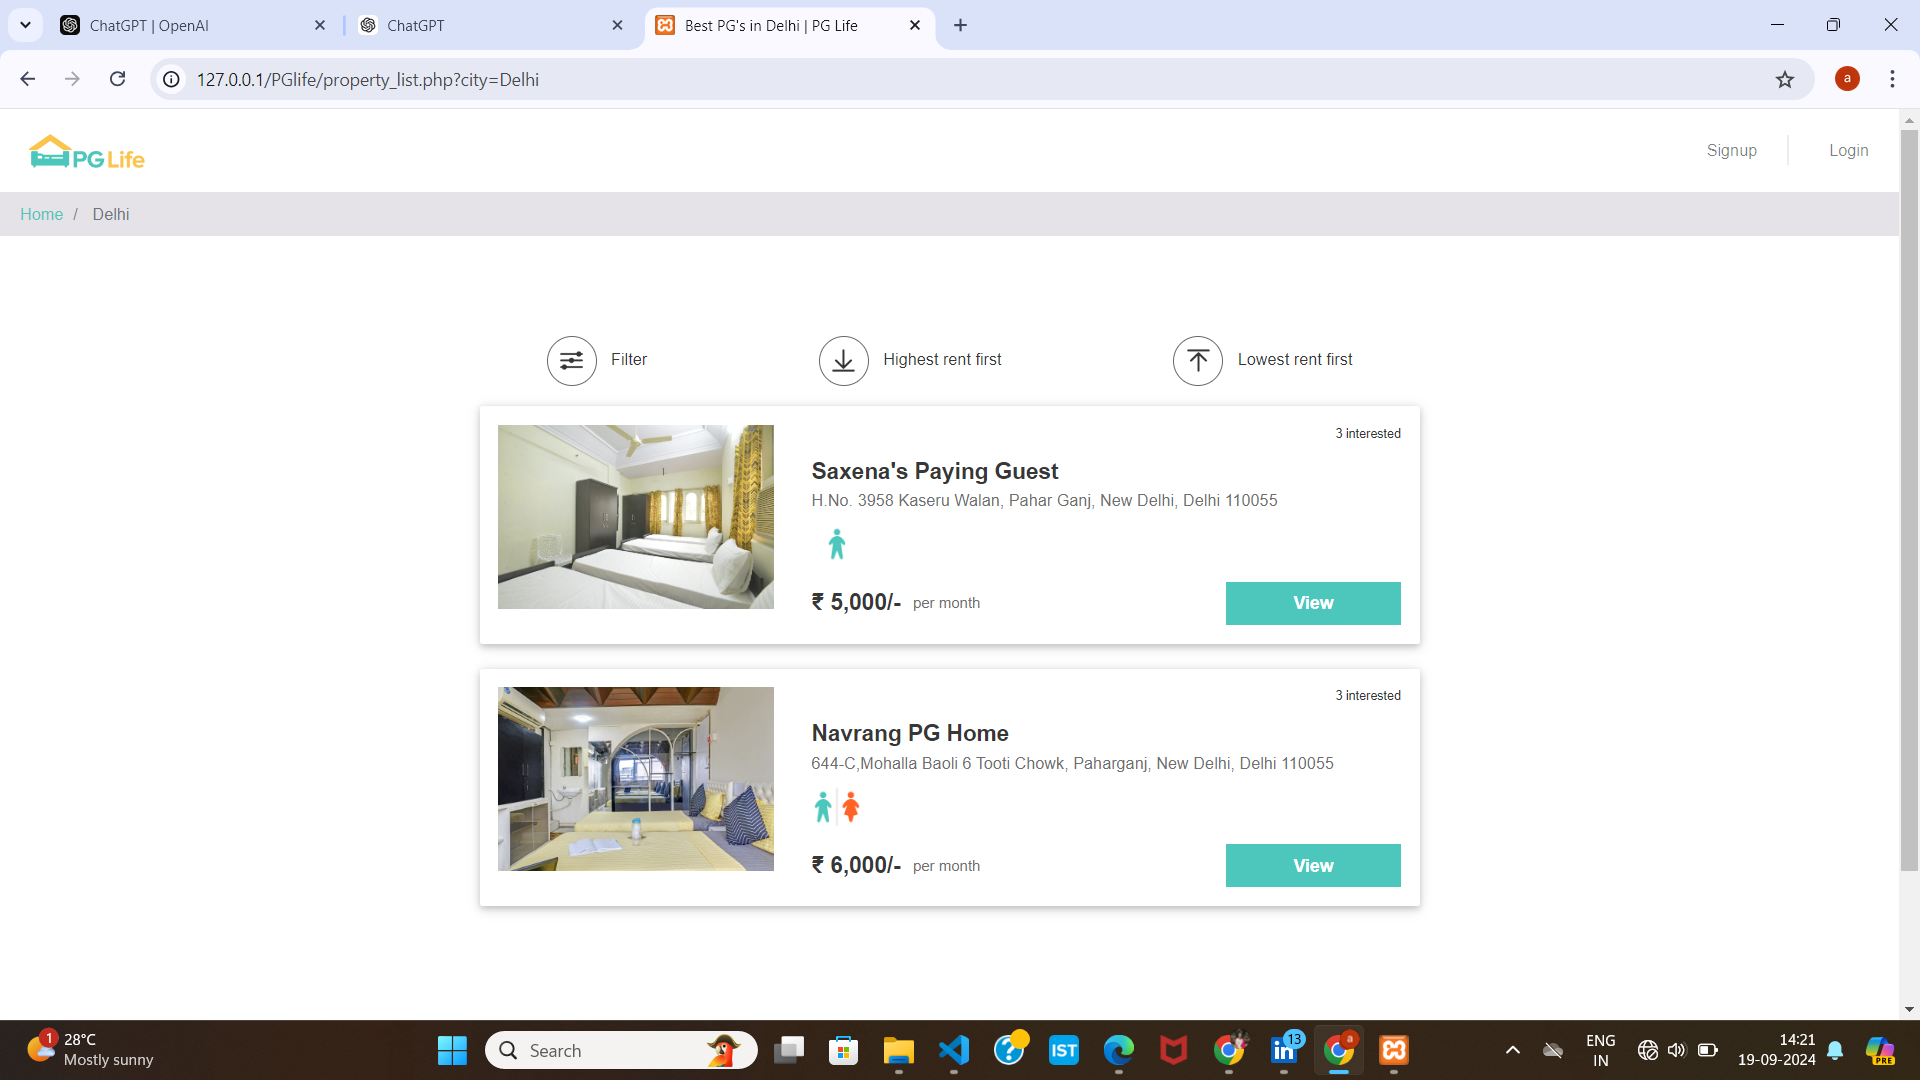 ChatGPT | OpenAI
ChatGPT
Best PG's in Delhi | PG Life
127.0.0.1/PGlife/property_list.php?city=Delhi
a
PG Life
Signup
Login
Home / Delhi
Filter
Highest rent first
Lowest rent first
3 interested
Saxena's Paying Guest
H.No. 3958 Kaseru Walan, Pahar Ganj, New Delhi, Delhi 110055
₹ 5,000/- per month
View
3 interested
Navrang PG Home
644-C,Mohalla Baoli 6 Tooti Chowk, Paharganj, New Delhi, Delhi 110055
₹ 6,000/- per month
View
1
28°C
Mostly sunny
Search
IST
13
a
ENG
IN
14:21
19-09-2024
PRE